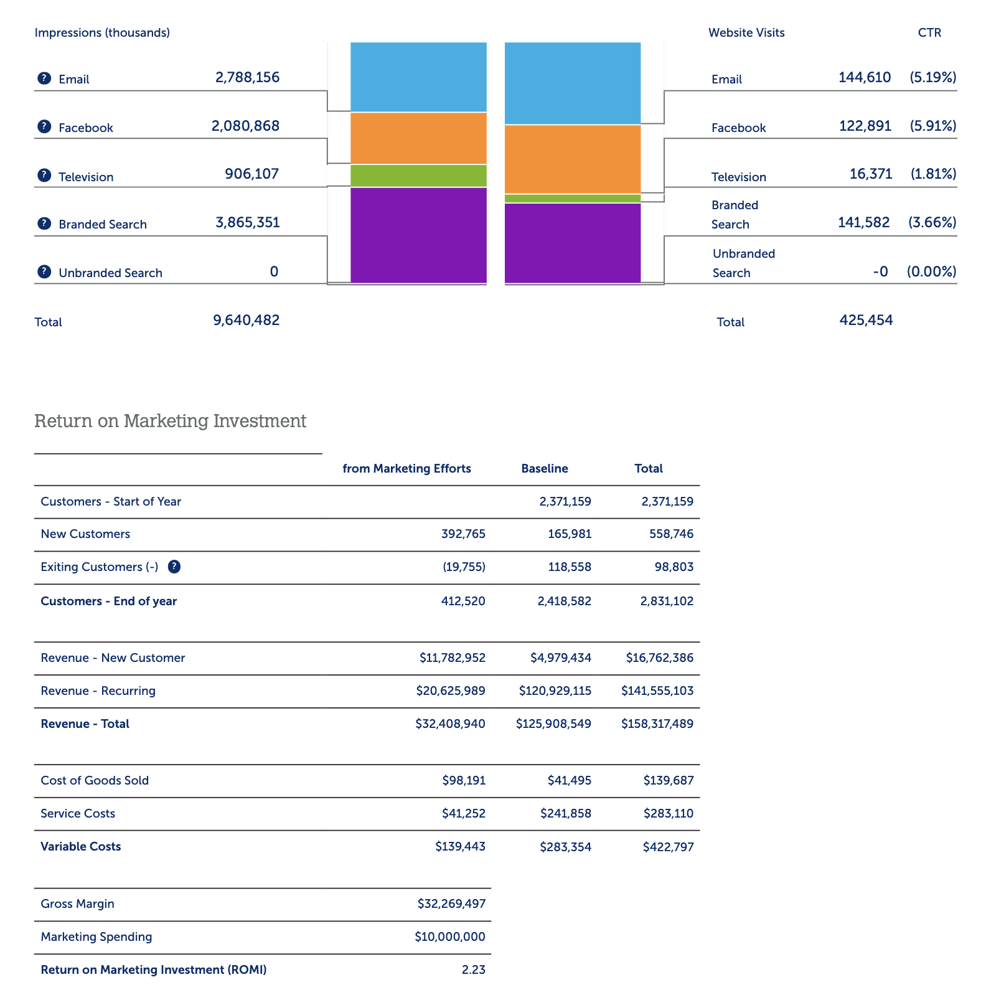 Impressions (thousands)
Website Visits CTR
? Email 2,788,156
Email 144,610 (5.19%)
? Facebook 2,080,868
Facebook 122,891 (5.91%)
? Television 906,107
Television 16,371 (1.81%)
? Branded Search 3,865,351
Branded
Search 141,582 (3.66%)
? Unbranded Search 0
Unbranded
Search -0 (0.00%)
Total 9,640,482
Total 425,454
Return on Marketing Investment
from Marketing Efforts Baseline Total
Customers - Start of Year 2,371,159 2,371,159
New Customers 392,765 165,981 558,746
Exiting Customers (-) ? (19,755) 118,558 98,803
Customers - End of year 412,520 2,418,582 2,831,102
Revenue - New Customer $11,782,952 $4,979,434 $16,762,386
Revenue - Recurring $20,625,989 $120,929,115 $141,555,103
Revenue - Total $32,408,940 $125,908,549 $158,317,489
Cost of Goods Sold $98,191 $41,495 $139,687
Service Costs $41,252 $241,858 $283,110
Variable Costs $139,443 $283,354 $422,797
Gross Margin $32,269,497
Marketing Spending $10,000,000
Return on Marketing Investment (ROMI) 2.23